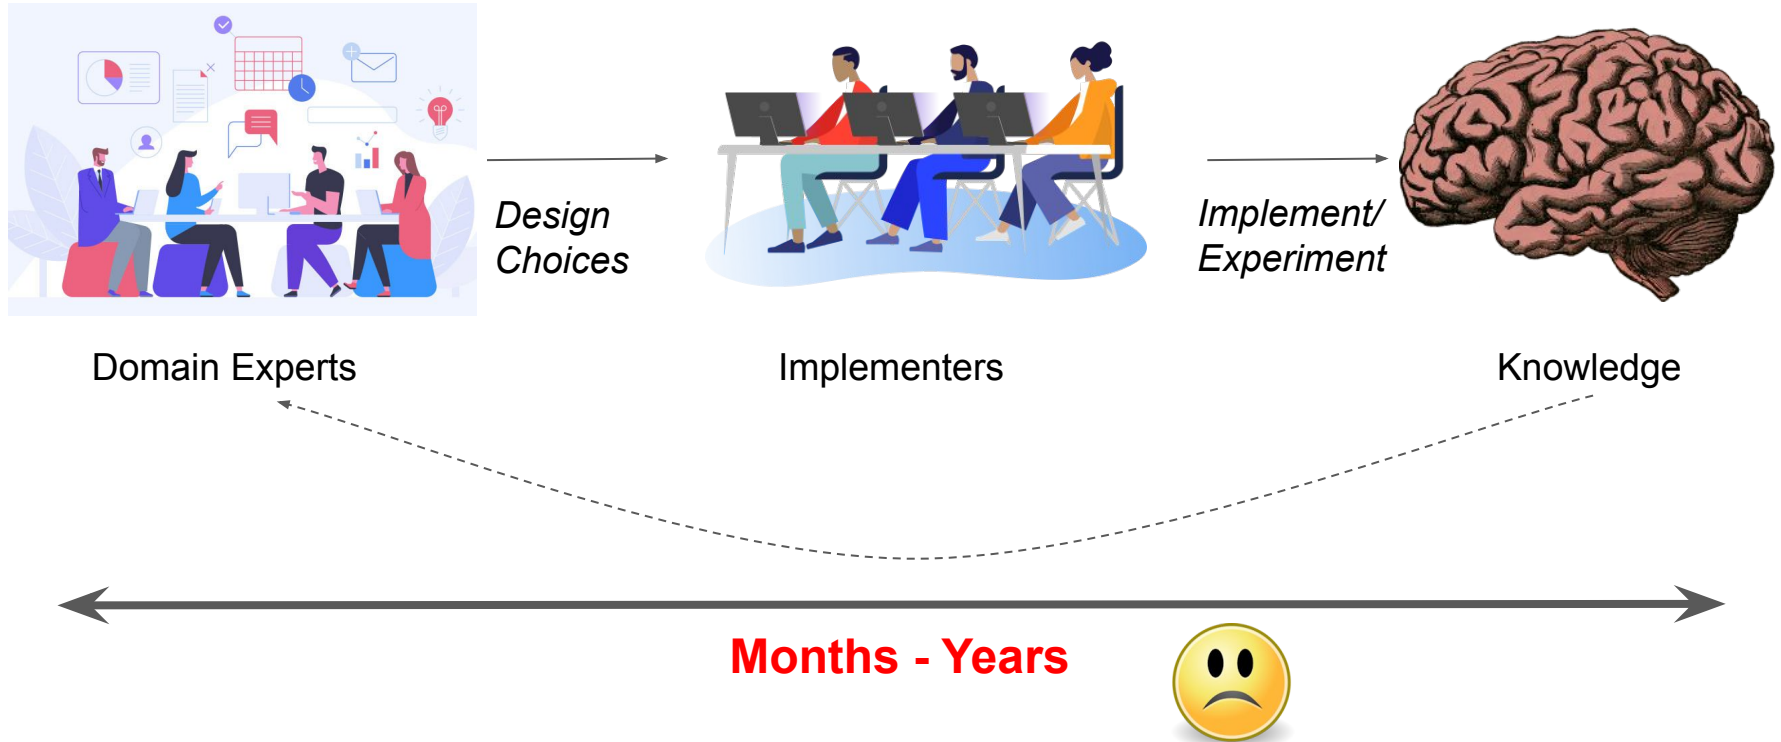 Design
Choices
Implement/
Experiment
Domain Experts
Implementers
Knowledge
Months - Years